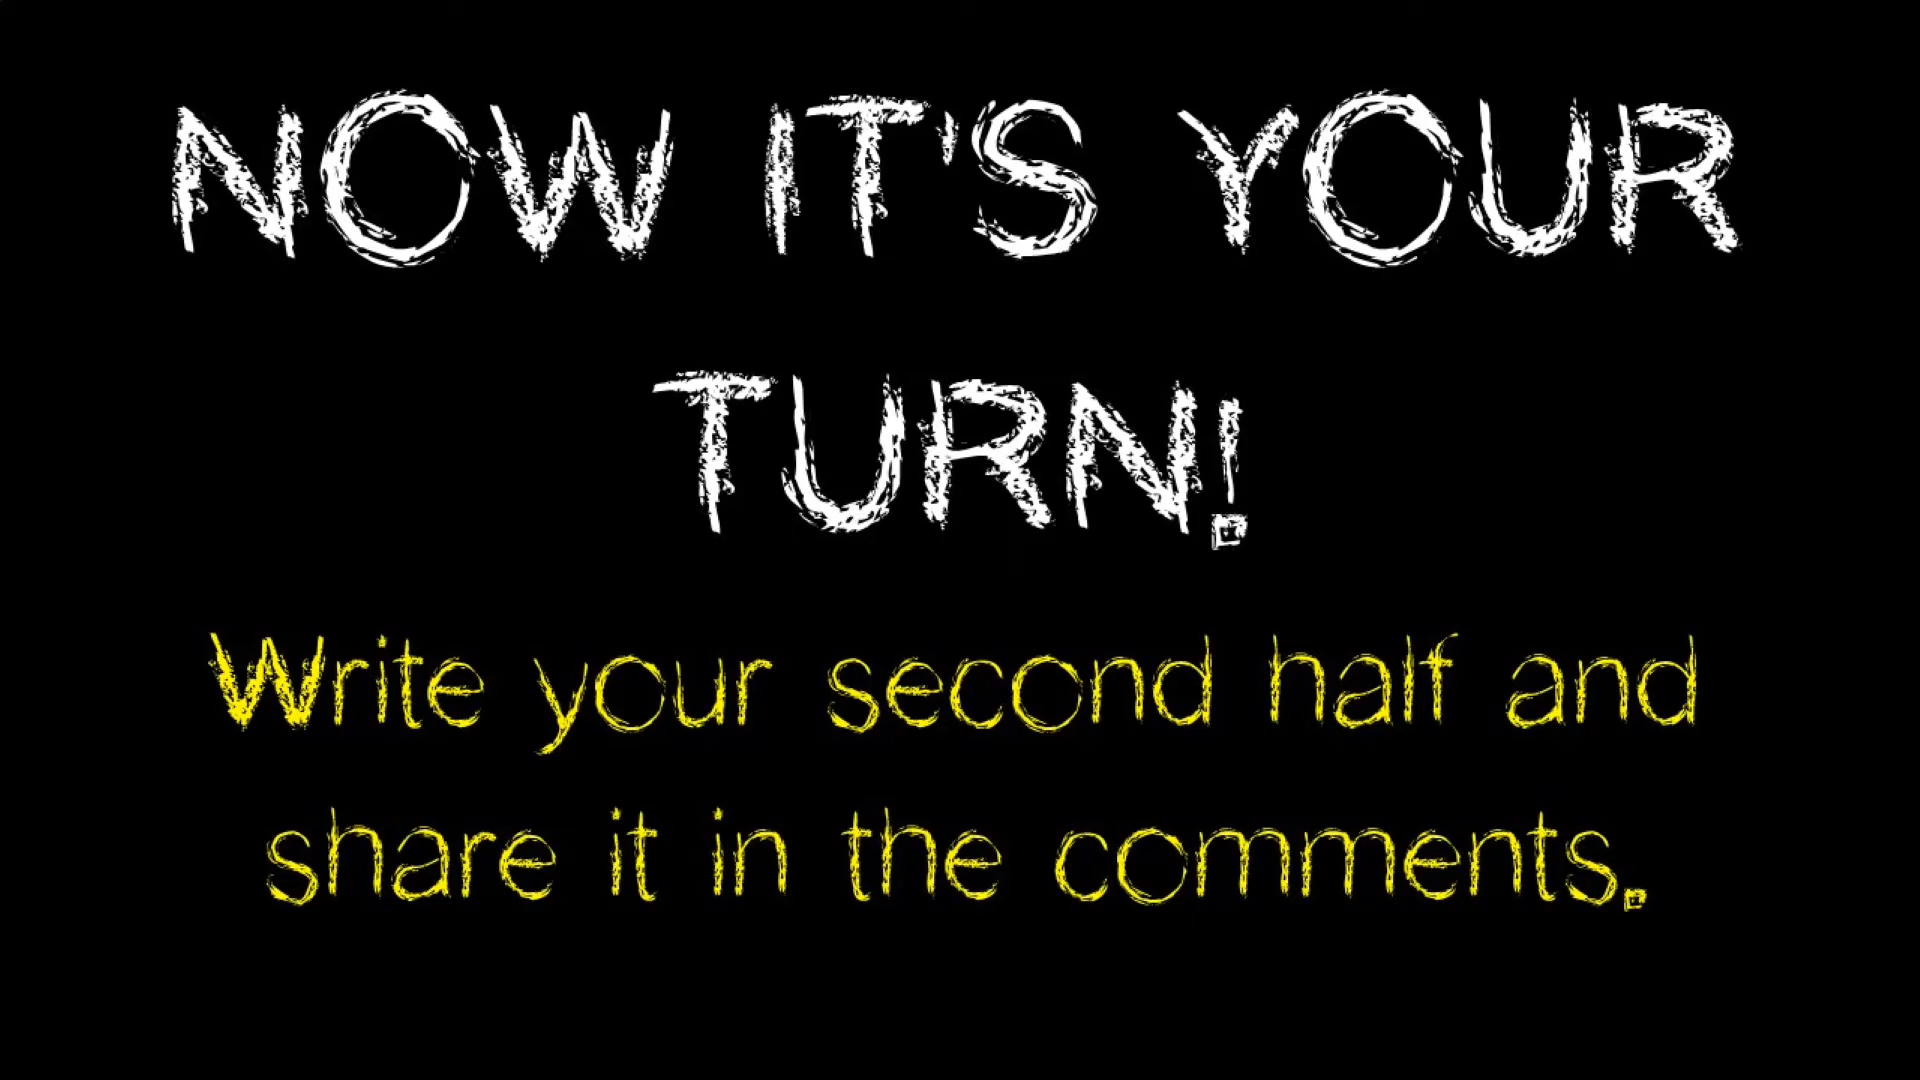 NOW IT'S YOUR
TURN!
Write your second half and
share it in the comments.